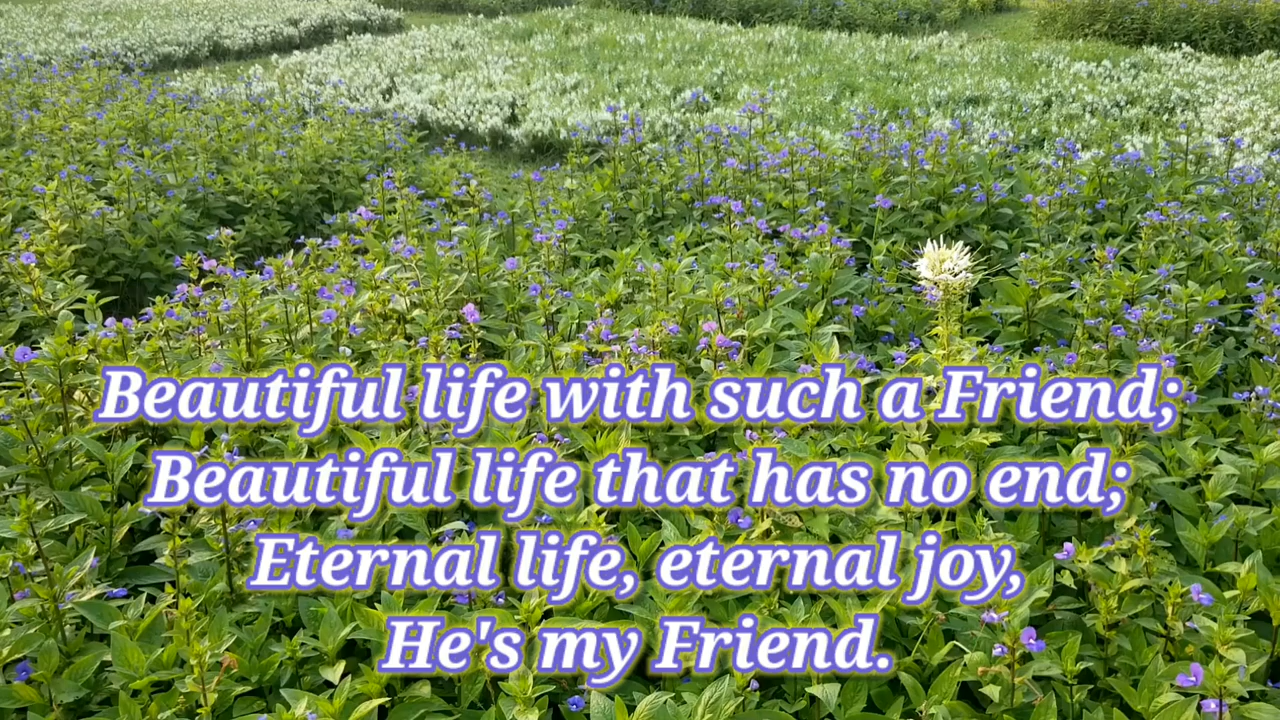 Beautiful life with such a Friend;
Beautiful life that has no end;
Eternal life, eternal joy,
He's my Friend.